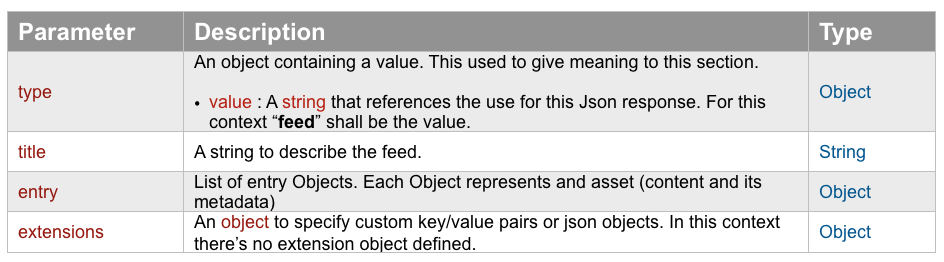 Parameter Description Type
An object containing a value. This used to give meaning to this section.
type
• value : A string that references the use for this Json response. For this
context “feed” shall be the value.
Object
title A string to describe the feed. String
entry
List of entry Objects. Each Object represents and asset (content and its
metadata)
Object
extensions
An object to specify custom key/value pairs or json objects. In this context
there’s no extension object defined.
Object